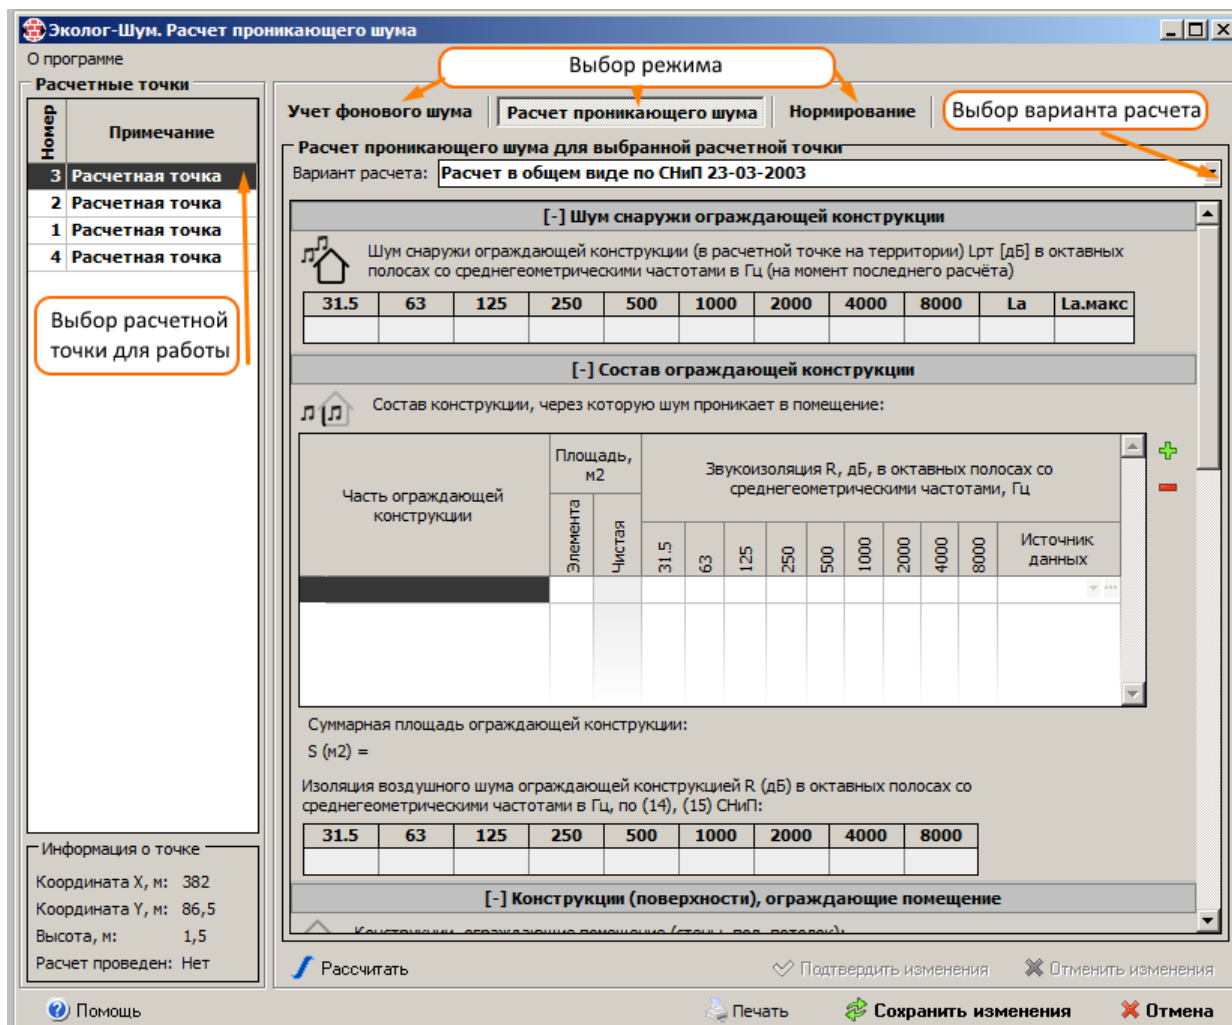 Эколог-Шум. Расчет проникающего шума
О программе
Выбор режима
Расчетные точки
Номер
Примечание
3 Расчетная точка
2 Расчетная точка
1 Расчетная точка
4 Расчетная точка
Выбор расчетной
точки для работы
Информация о точке
Координата X, м: 382
Координата Y, м: 86,5
Высота, м: 1,5
Расчет проведен: Нет
Учет фонового шума
Расчет проникающего шума
Нормирование
Выбор варианта расчета
Расчет проникающего шума для выбранной расчетной точки
Вариант расчета: Расчет в общем виде по СНиП 23-03-2003
[-] Шум снаружи ограждающей конструкции
Шум снаружи ограждающей конструкции (в расчетной точке на территории) Lрт [дБ] в октавных
полосах со среднегеометрическими частотами в Гц (на момент последнего расчёта)
31.5 63 125 250 500 1000 2000 4000 8000 La La.макс
[-] Состав ограждающей конструкции
Состав конструкции, через которую шум проникает в помещение:
Часть ограждающей
конструкции
Площадь,
м2
Элемента
Чистая
Звукоизоляция R, дБ, в октавных полосах со
среднегеометрическими частотами, Гц
31.5 63 125 250 500 1000 2000 4000 8000
Источник
данных
Суммарная площадь ограждающей конструкции:
S (м2) =
Изоляция воздушного шума ограждающей конструкцией R (дБ) в октавных полосах со
среднегеометрическими частотами в Гц, по (14), (15) СНиП:
31.5 63 125 250 500 1000 2000 4000 8000
[-] Конструкции (поверхности), ограждающие помещение
Конструкции, ограждающие помещение (стены, пол, потолок):
Рассчитать
Подтвердить изменения
Отменить изменения
Помощь
Печать
Сохранить изменения
Отмена